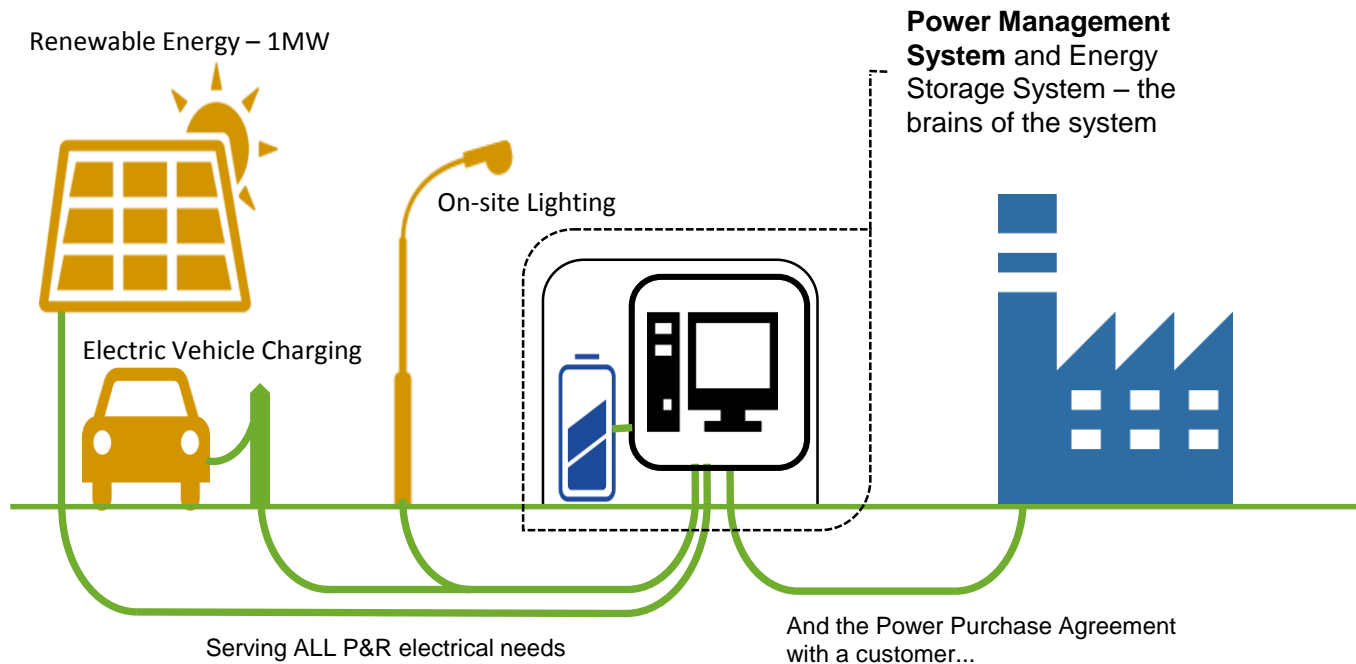 Renewable Energy – 1MW
Power Management
System and Energy
Storage System – the
brains of the system
On-site Lighting
Electric Vehicle Charging
Serving ALL P&R electrical needs
And the Power Purchase Agreement
with a customer...